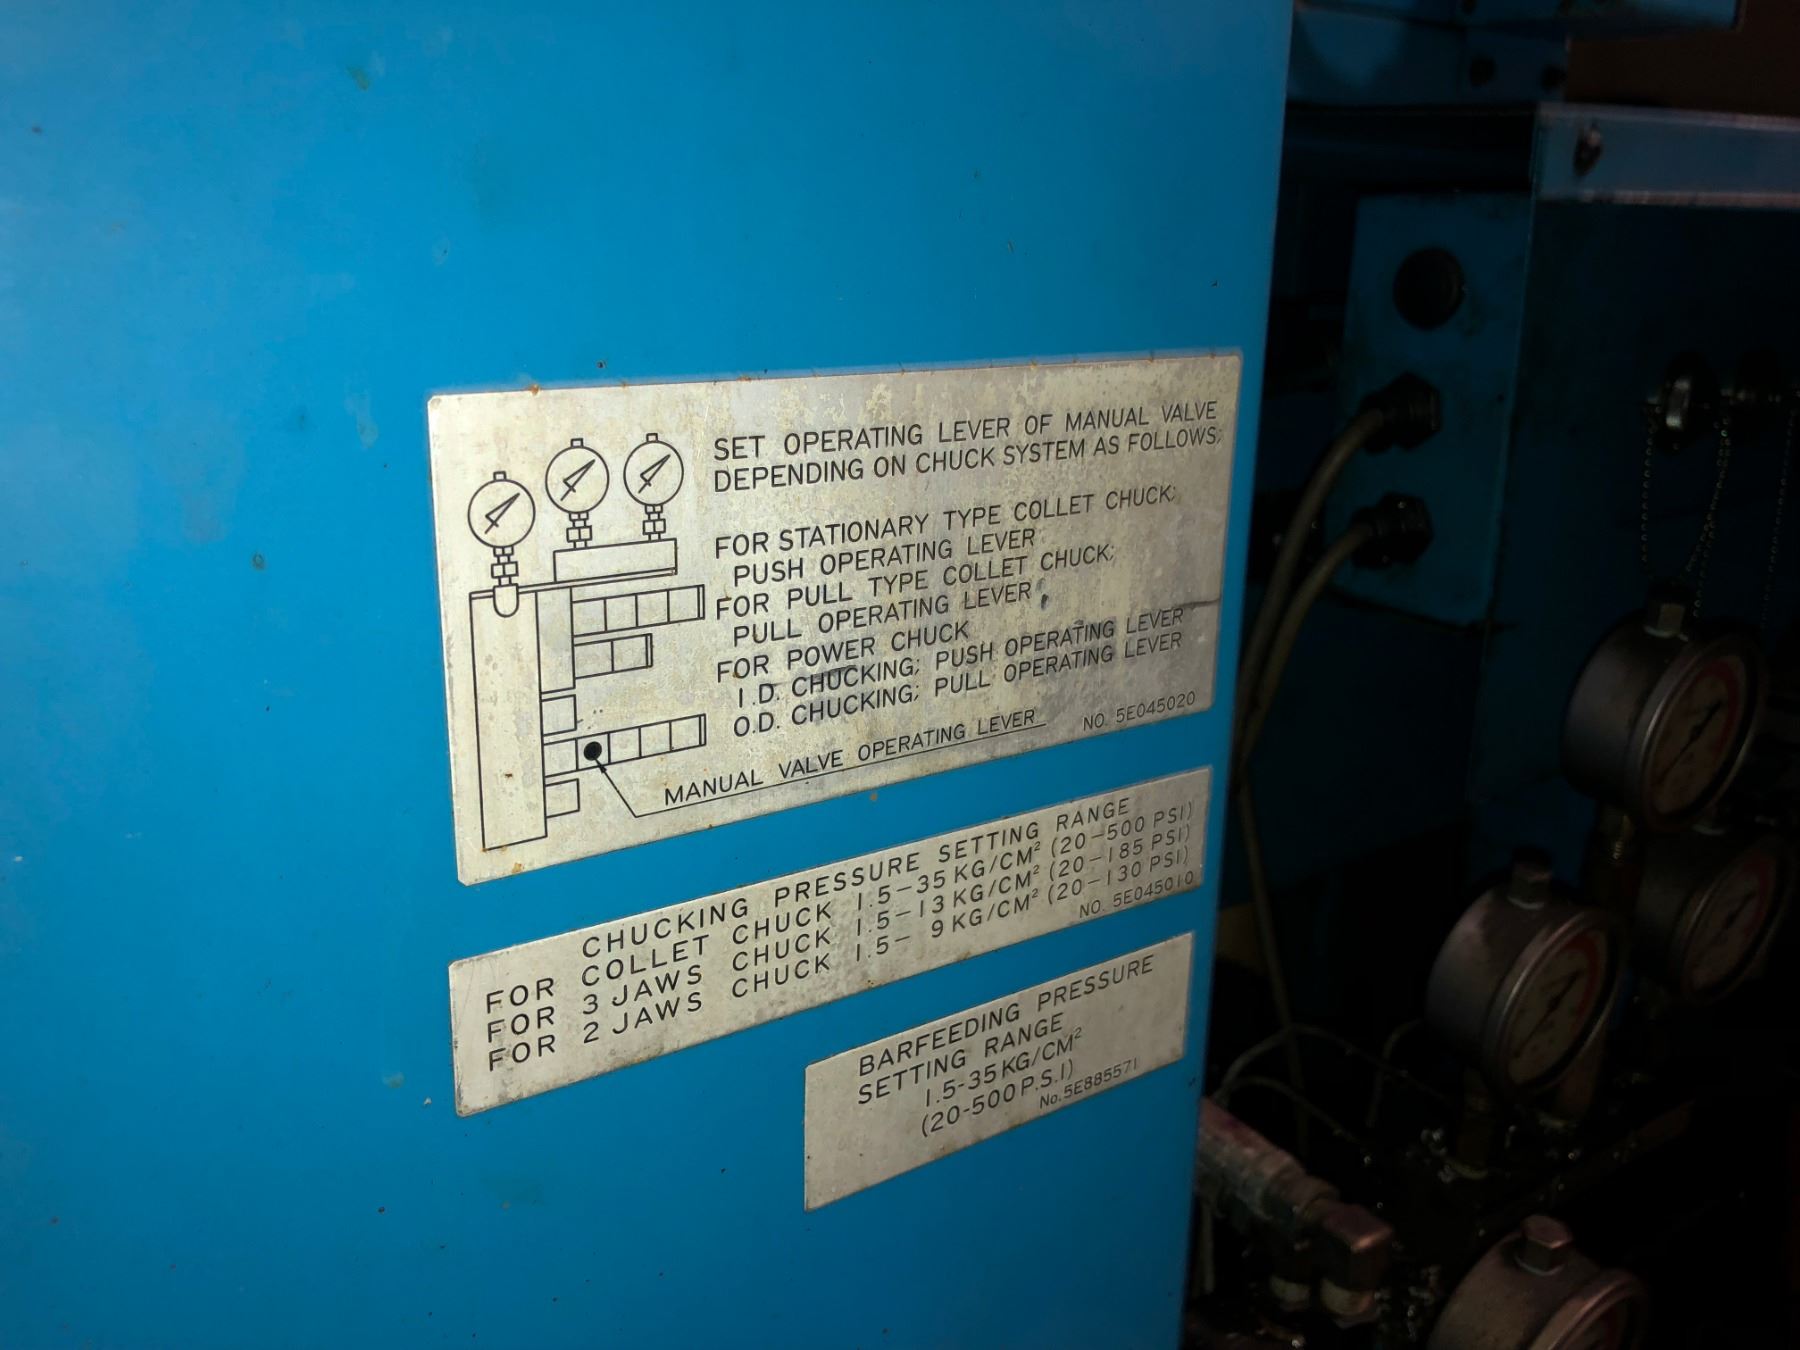 SET OPERATING LEVER OF MANUAL VALVE
DEPENDING ON CHUCK SYSTEM AS FOLLOWS;
FOR STATIONARY TYPE COLLET CHUCK;
PUSH OPERATING LEVER
FOR PULL TYPE COLLET CHUCK;
PULL OPERATING LEVER
FOR POWER CHUCK
I.D. CHUCKING; PUSH OPERATING LEVER
O.D. CHUCKING; PULL OPERATING LEVER
MANUAL VALVE OPERATING LEVER
NO. 5E045020
CHUCKING PRESSURE SETTING RANGE
FOR COLLET CHUCK 1.5-35 KG/CM² (20-500 PSI)
FOR 3 JAWS CHUCK 1.5-13 KG/CM² (20-185 PSI)
FOR 2 JAWS CHUCK 1.5- 9 KG/CM² (20-130 PSI)
NO. 5E045010
BARFEEDING PRESSURE
SETTING RANGE
1.5-35KG/CM²
(20-500P.S.I)
No.5E885571